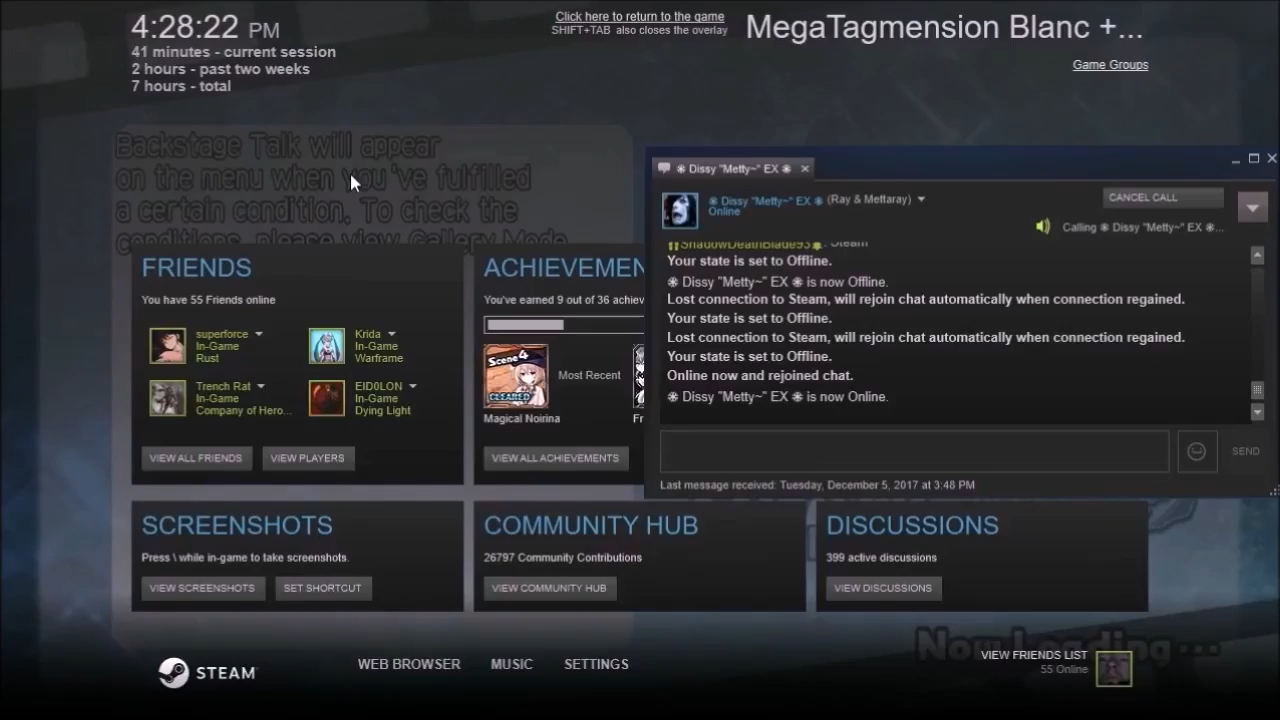 4:28:22 PM
41 minutes - current session
2 hours - past two weeks
7 hours - total
Click here to return to the game
SHIFT+TAB also closes the overlay
MegaTagmension Blanc +...
Game Groups
Backstage Talk will appear
on the menu when you've fulfilled
a certain condition. To check the
conditions, please view Gallery Mode.
FRIENDS
You have 55 Friends online
superforce
In-Game
Rust
Krida
In-Game
Warframe
Trench Rat
In-Game
Company of Hero...
EID0LON
In-Game
Dying Light
VIEW ALL FRIENDS
VIEW PLAYERS
ACHIEVEMEN
You've earned 9 out of 36 achiev
Scene 4
CLEARED
Most Recent
Magical Noirina
Fr
VIEW ALL ACHIEVEMENTS
❋ Dissy "Metty~" EX ❋
❋ Dissy "Metty~" EX ❋ (Ray & Mettaray)
Online
CANCEL CALL
Calling ❋ Dissy "Metty~" EX ❋...
ShadowDeathBlade93 : Steam
Your state is set to Offline.
❋ Dissy "Metty~" EX ❋ is now Offline.
Lost connection to Steam, will rejoin chat automatically when connection regained.
Your state is set to Offline.
Lost connection to Steam, will rejoin chat automatically when connection regained.
Your state is set to Offline.
Online now and rejoined chat.
❋ Dissy "Metty~" EX ❋ is now Online.
SEND
Last message received: Tuesday, December 5, 2017 at 3:48 PM
SCREENSHOTS
Press \ while in-game to take screenshots.
VIEW SCREENSHOTS
SET SHORTCUT
COMMUNITY HUB
26797 Community Contributions
VIEW COMMUNITY HUB
DISCUSSIONS
399 active discussions
VIEW DISCUSSIONS
Now Loading...
STEAM
WEB BROWSER
MUSIC
SETTINGS
VIEW FRIENDS LIST
55 Online